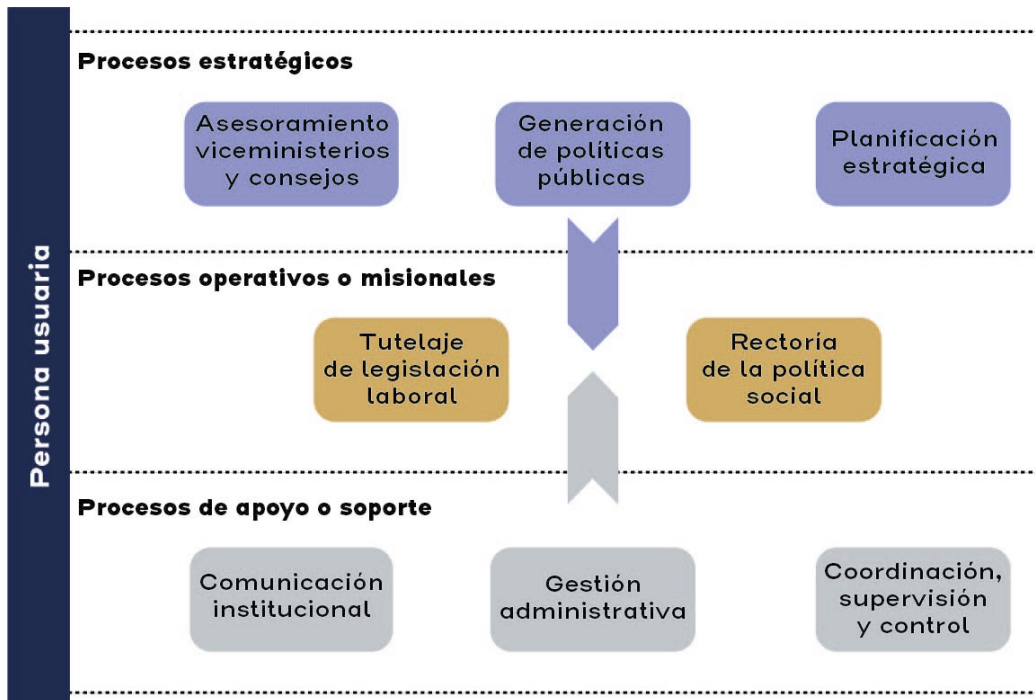 Persona usuaria
Procesos estratégicos
Asesoramiento
viceministerios
y consejos
Generación
de políticas
públicas
Planificación
estratégica
Procesos operativos o misionales
Tutelaje
de legislación
laboral
Rectoría
de la política
social
Procesos de apoyo o soporte
Comunicación
institucional
Gestión
administrativa
Coordinación,
supervisión
y control